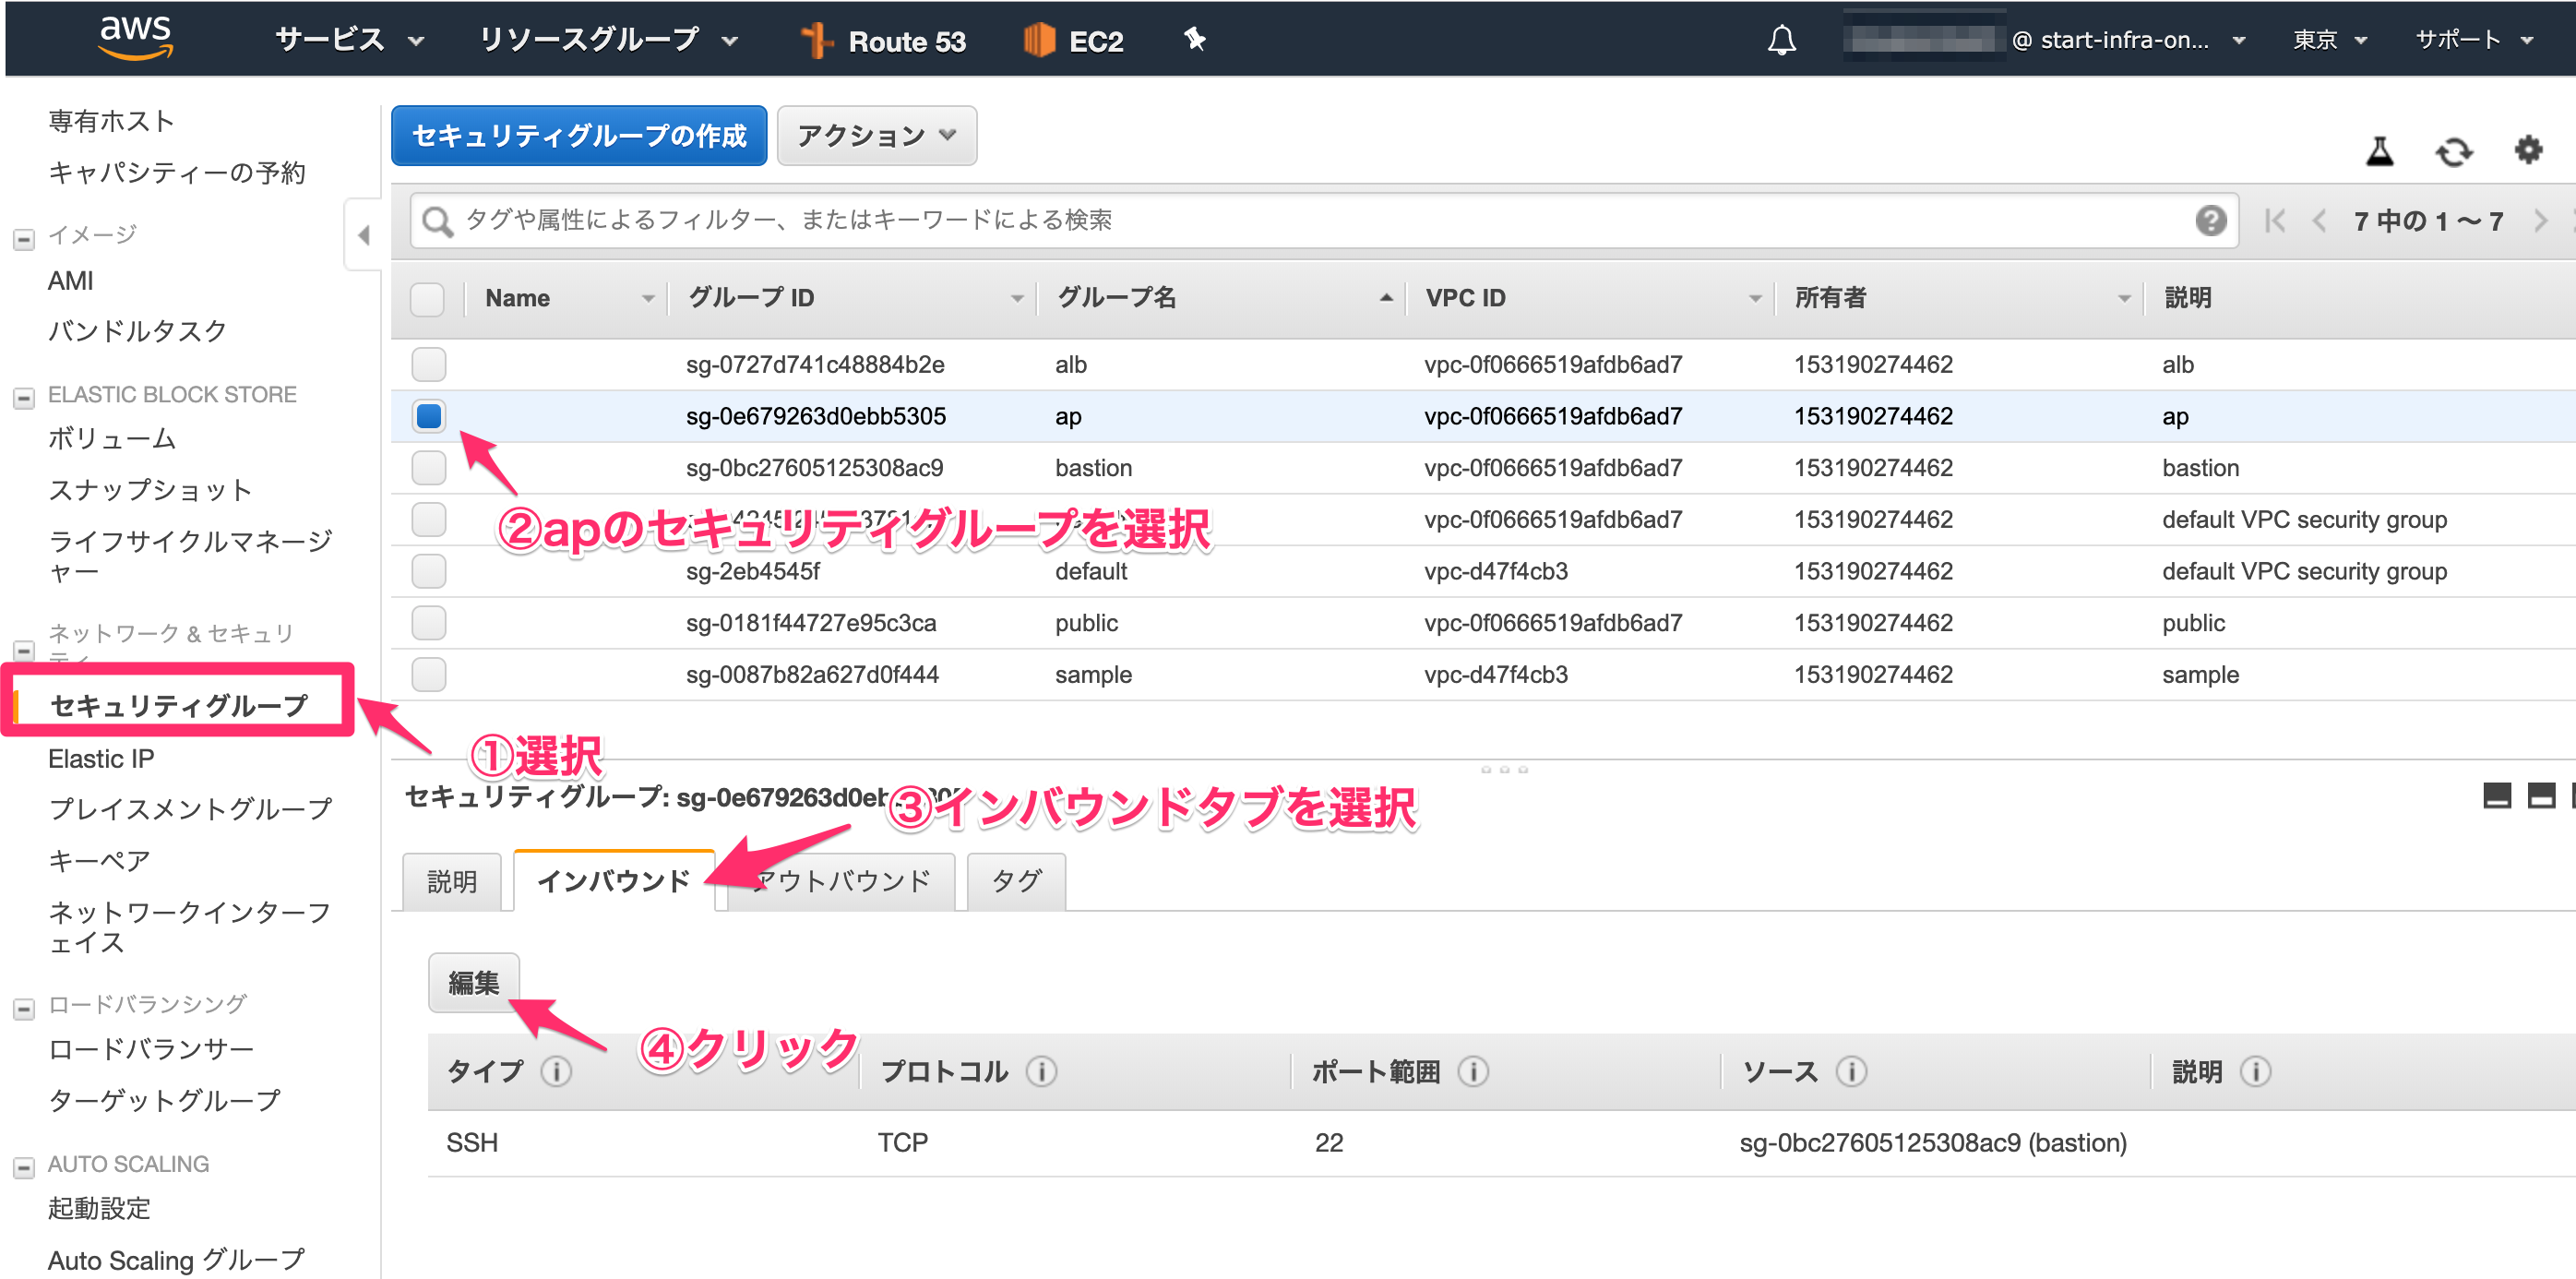 aws サービス リソースグループ Route 53 EC2 @ start-infra-on... 東京 サポート
専有ホスト
キャパシティーの予約
イメージ
AMI
バンドルタスク
ELASTIC BLOCK STORE
ボリューム
スナップショット
ライフサイクルマネージ
ャー
ネットワーク & セキュリ
ティ
セキュリティグループ
Elastic IP
プレイスメントグループ
キーペア
ネットワークインターフ
ェイス
ロードバランシング
ロードバランサー
ターゲットグループ
AUTO SCALING
起動設定
Auto Scaling グループ
セキュリティグループの作成 アクション
タグや属性によるフィルター、またはキーワードによる検索 7 中の 1 ～ 7
Name グループ ID グループ名 VPC ID 所有者 説明
sg-0727d741c48884b2e alb vpc-0f0666519afdb6ad7 153190274462 alb
sg-0e679263d0ebb5305 ap vpc-0f0666519afdb6ad7 153190274462 ap
sg-0bc27605125308ac9 bastion vpc-0f0666519afdb6ad7 153190274462 bastion
vpc-0f0666519afdb6ad7 153190274462 default VPC security group
②apのセキュリティグループを選択
sg-2eb4545f default vpc-d47f4cb3 153190274462 default VPC security group
sg-0181f44727e95c3ca public vpc-0f0666519afdb6ad7 153190274462 public
sg-0087b82a627d0f444 sample vpc-d47f4cb3 153190274462 sample
①選択
セキュリティグループ:
③インバウンドタブを選択
説明 インバウンド アウトバウンド タグ
編集
④クリック
タイプ プロトコル ポート範囲 ソース 説明
SSH TCP 22 sg-0bc27605125308ac9 (bastion)